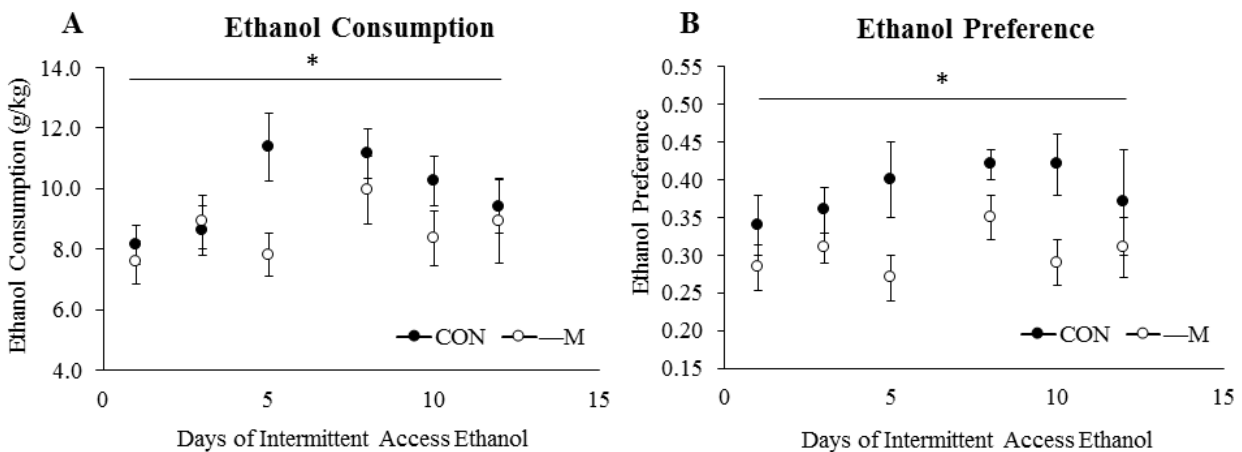 A
Ethanol Consumption
*
14.0
12.0
10.0
8.0
6.0
4.0
Ethanol Consumption (g/kg)
CON
M
0
5
10
15
Days of Intermittent Access Ethanol
B
Ethanol Preference
*
0.55
0.50
0.45
0.40
0.35
0.30
0.25
0.20
0.15
Ethanol Preference
CON
M
0
5
10
15
Days of Intermittent Access Ethanol